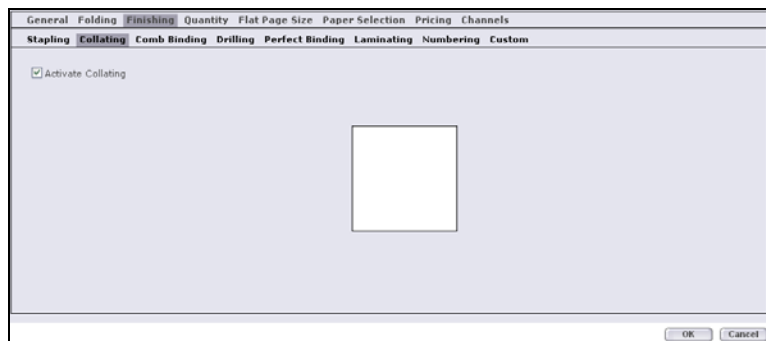 General Folding Finishing Quantity Flat Page Size Paper Selection Pricing Channels
Stapling Collating Comb Binding Drilling Perfect Binding Laminating Numbering Custom
Activate Collating
OK Cancel